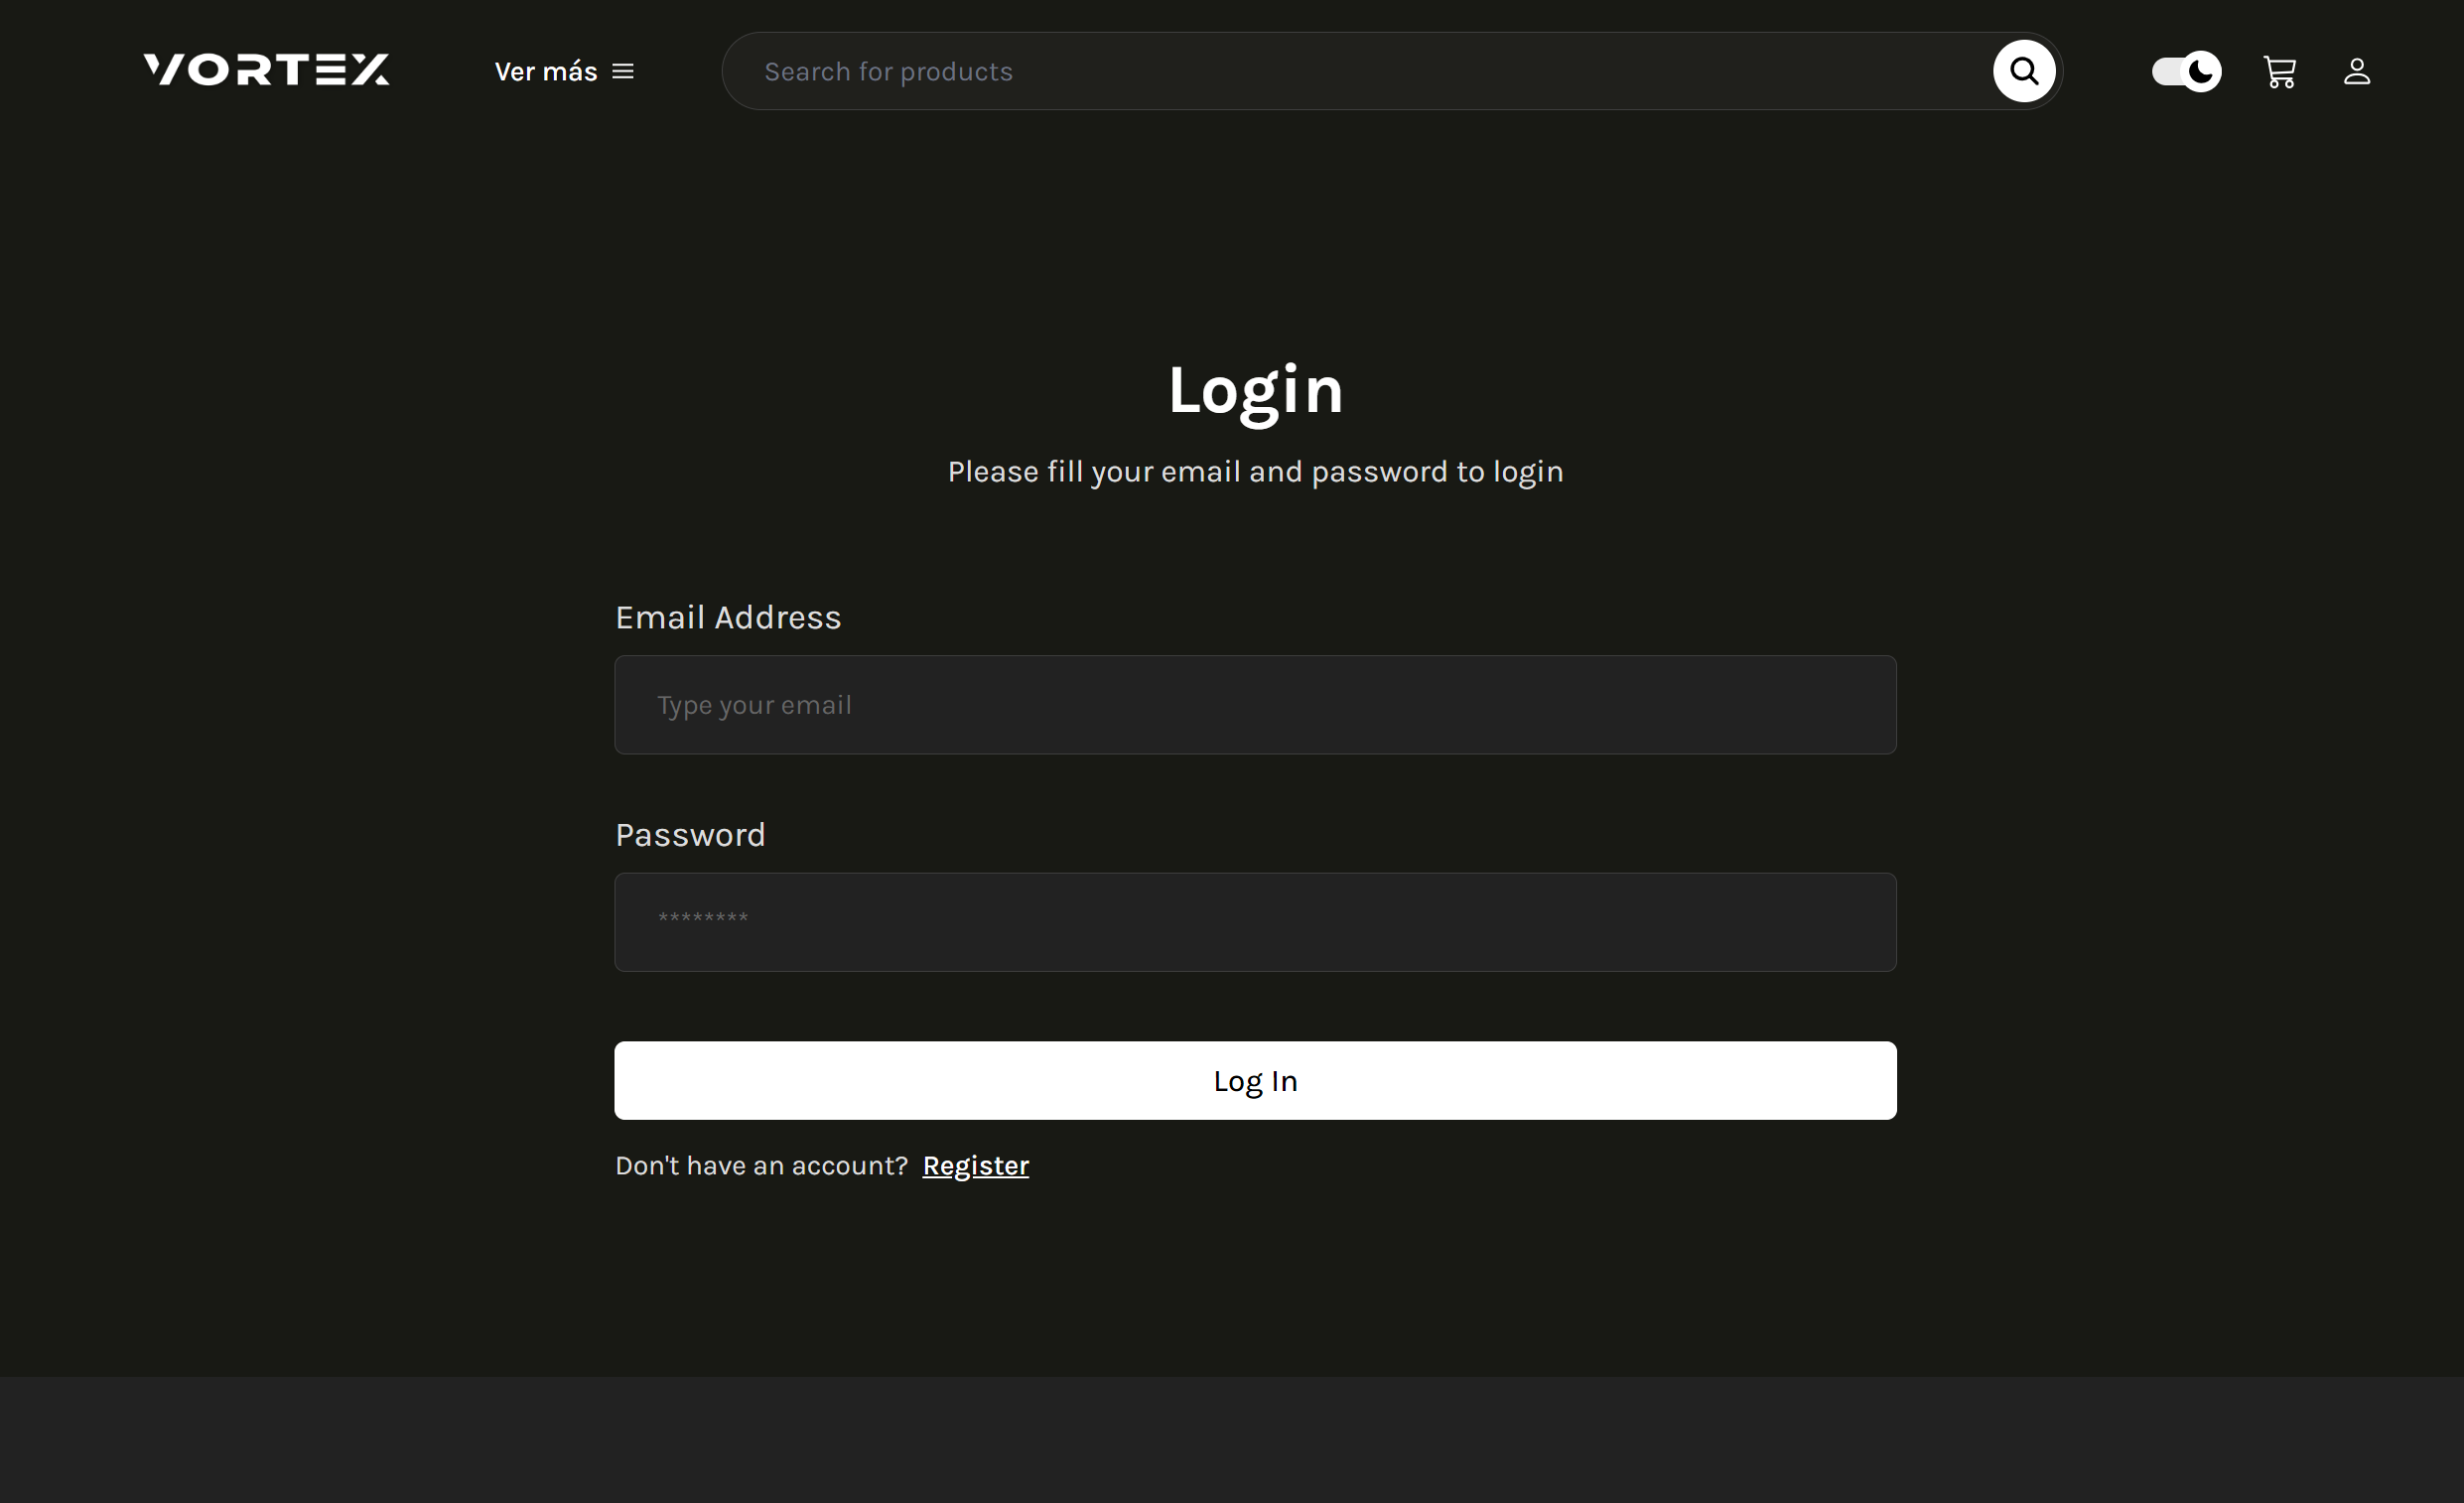 VORTEX
Ver más
Search for products
Login
Please fill your email and password to login
Email Address
Type your email
Password
********
Log In
Don't have an account? Register